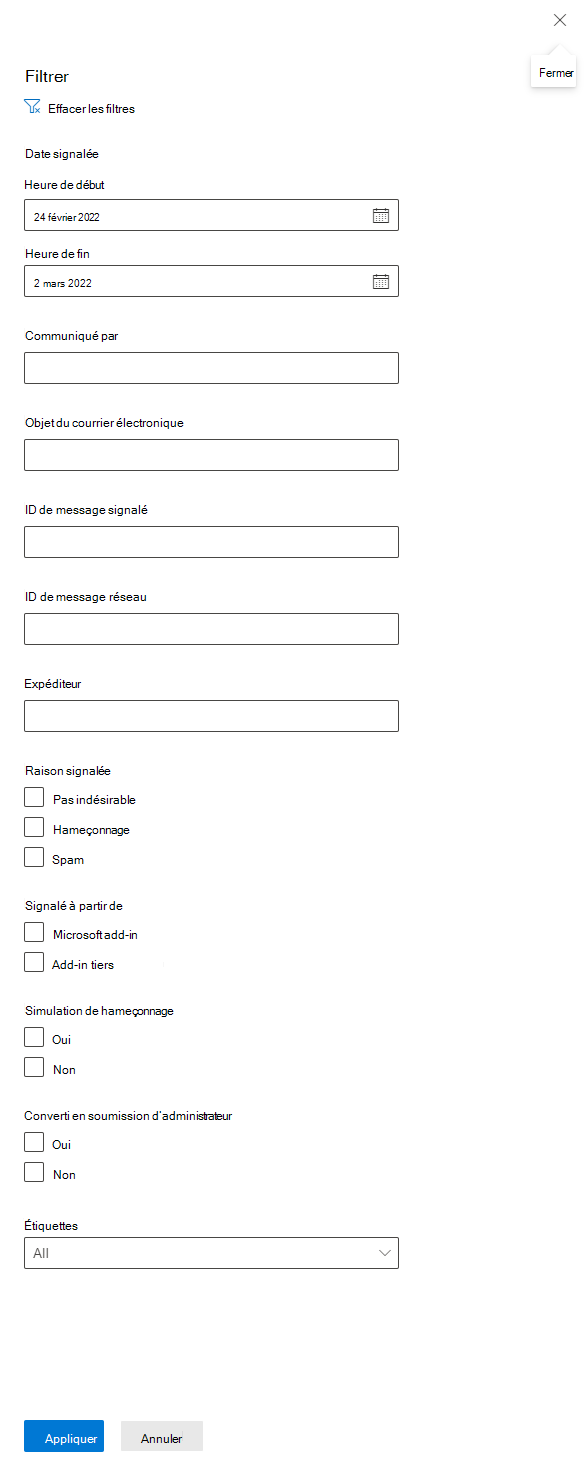 Fermer
Filtrer
Effacer les filtres
Date signalée
Heure de début
24 février 2022
Heure de fin
2 mars 2022
Communiqué par
Objet du courrier électronique
ID de message signalé
ID de message réseau
Expéditeur
Raison signalée
Pas indésirable
Hameçonnage
Spam
Signalé à partir de
Microsoft add-in
Add-in tiers
Simulation de hameçonnage
Oui
Non
Converti en soumission d'administrateur
Oui
Non
Étiquettes
All
Appliquer Annuler